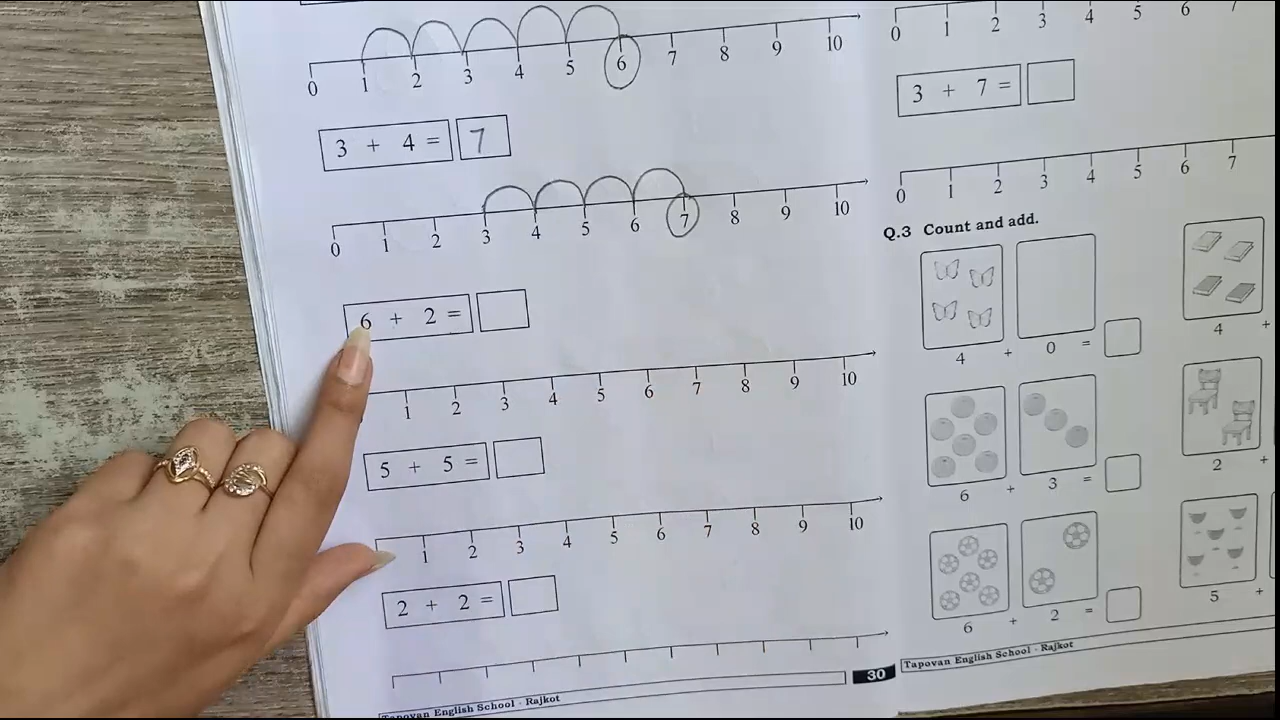 0 1 2 3 4 5 6 7 8 9 10
3 + 4 = 7
0 1 2 3 4 5 6 7 8 9 10
6 + 2 =
1 2 3 4 5 6 7 8 9 10
5 + 5 =
1 2 3 4 5 6 7 8 9 10
2 + 2 =
Tapovan English School - Rajkot
30
0 1 2 3 4 5 6 7
3 + 7 =
0 1 2 3 4 5 6 7
Q.3 Count and add.
4 + 0 =
4 +
6 + 3 =
2 +
6 + 2 =
5 +
Tapovan English School - Rajkot